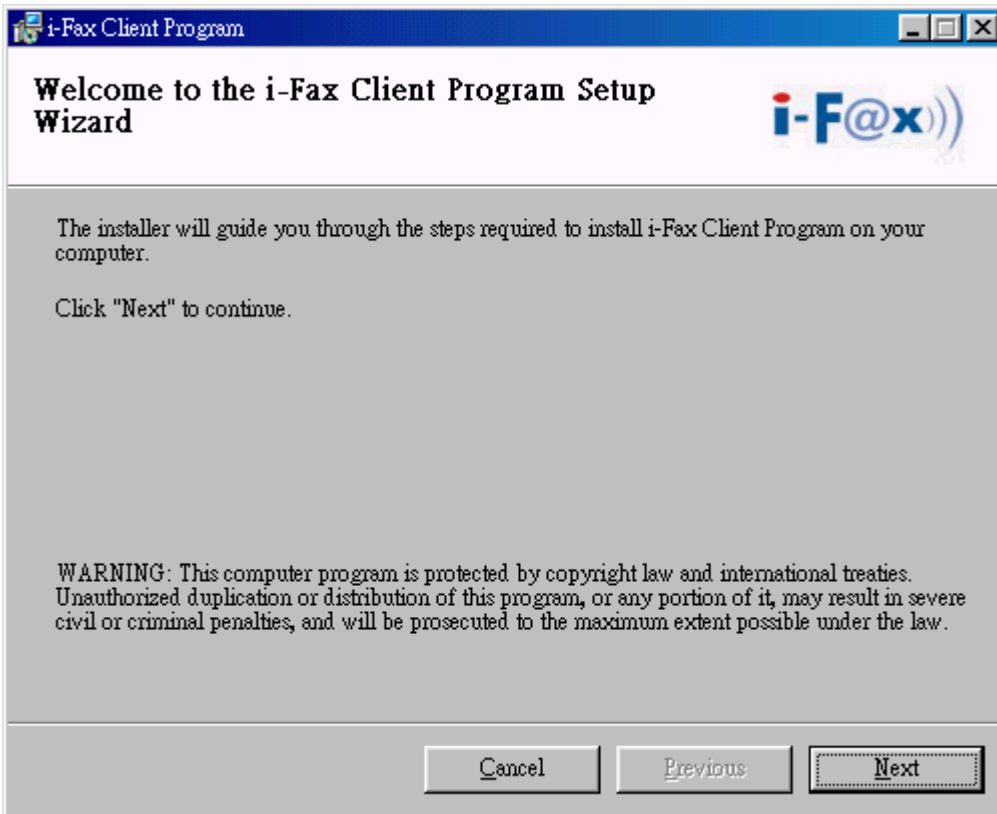 i-Fax Client Program
Welcome to the i-Fax Client Program Setup
Wizard
i-F@x
The installer will guide you through the steps required to install i-Fax Client Program on your
computer.
Click "Next" to continue.
WARNING: This computer program is protected by copyright law and international treaties.
Unauthorized duplication or distribution of this program, or any portion of it, may result in severe
civil or criminal penalties, and will be prosecuted to the maximum extent possible under the law.
Cancel
Previous
Next